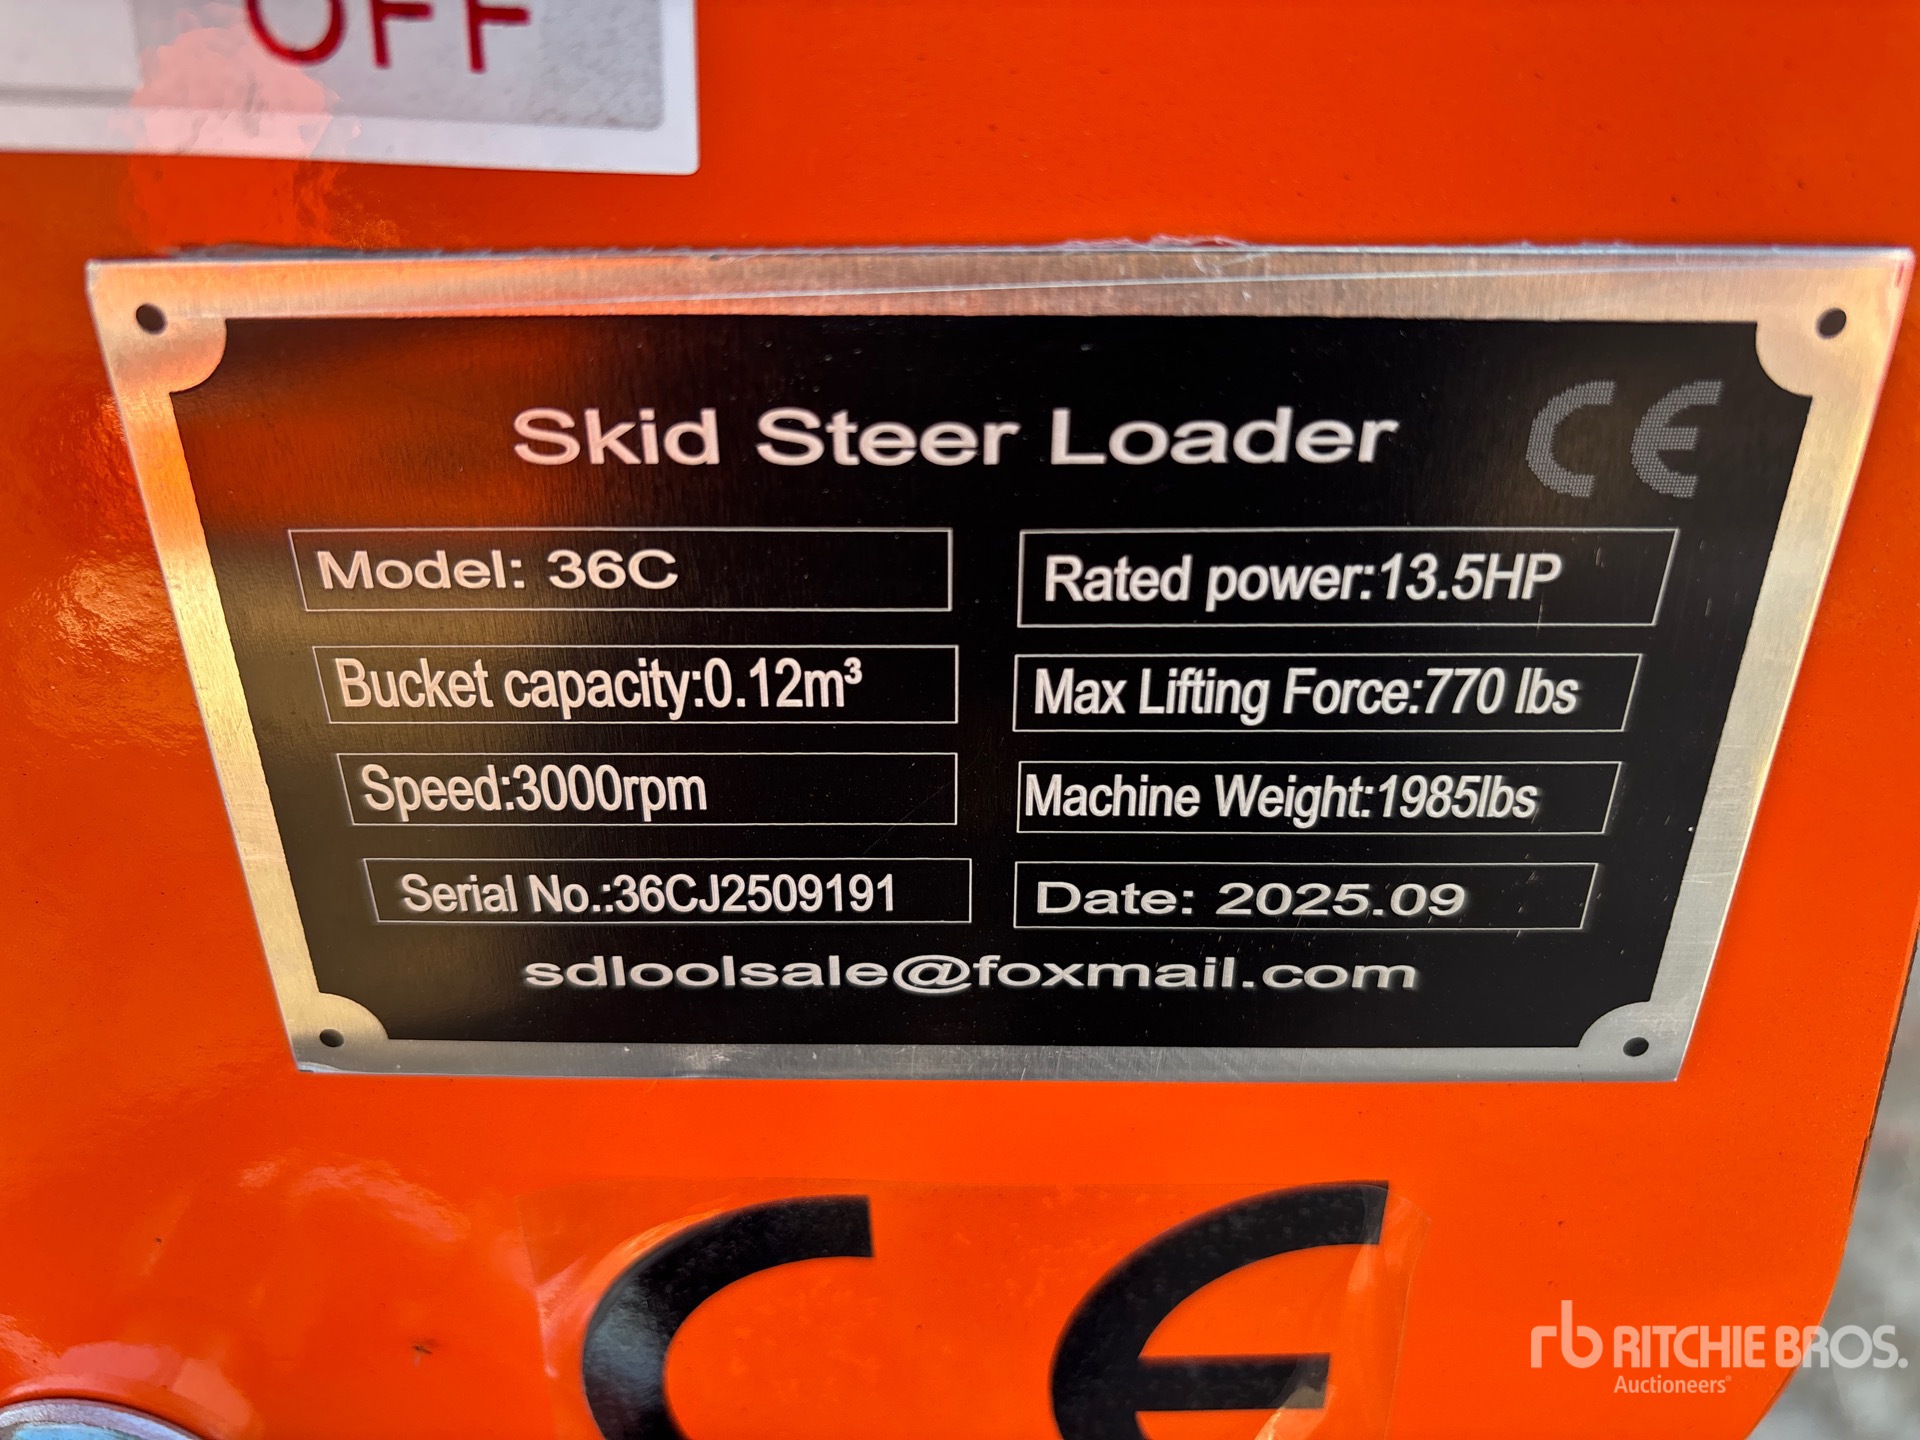 OFF
Skid Steer Loader CE
Model: 36C
Rated power:13.5HP
Bucket capacity:0.12m³
Max Lifting Force:770 lbs
Speed:3000rpm
Machine Weight:1985lbs
Serial No.:36CJ2509191
Date: 2025.09
sdloolsale@foxmail.com
CE
rb RITCHIE BROS.
Auctioneers